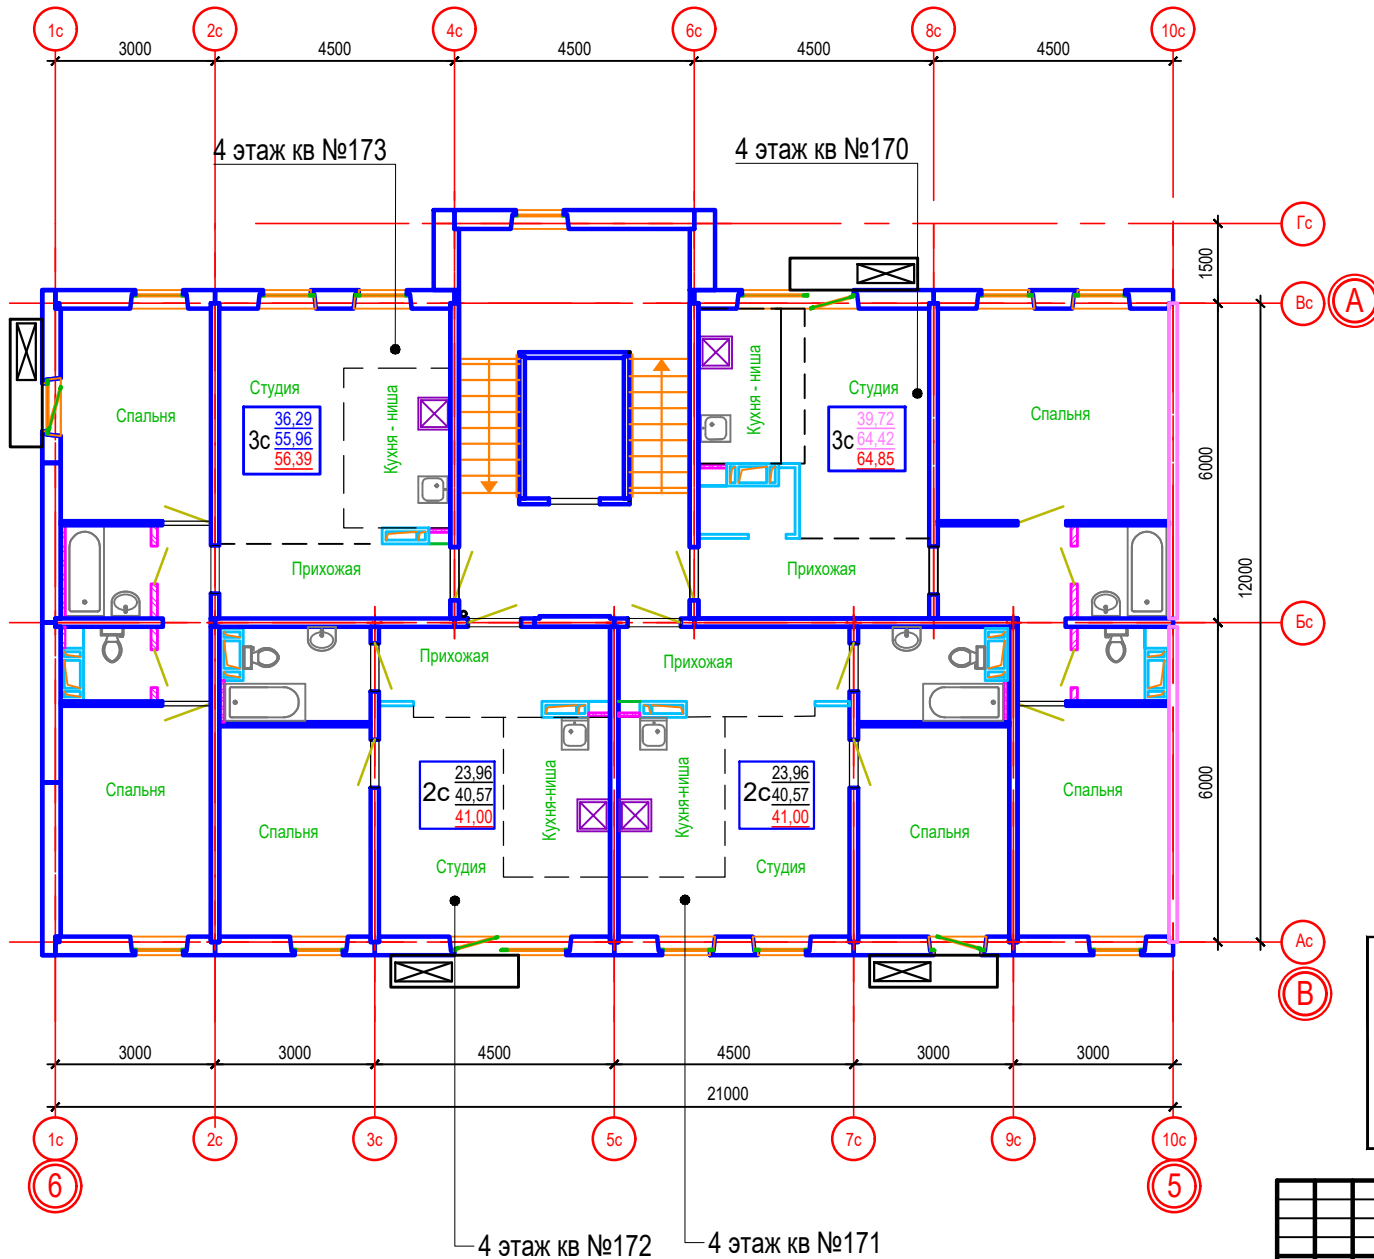 1с 2с 4с 6с 8с 10с
3000 4500 4500 4500 4500
4 этаж кв №173
4 этаж кв №170
Гс
1500
Вс
А
Спальня
Студия
3с
36,29
55,96
56,39
Кухня - ниша
Кухня - ниша
Студия
3с
39,72
64,42
64,85
Спальня
6000
12000
Прихожая
Прихожая
Бс
Прихожая
Прихожая
Спальня
Спальня
2с
23,96
40,57
41,00
Студия
Кухня-ниша
Кухня-ниша
2с
23,96
40,57
41,00
Студия
Спальня
Спальня
6000
Ас
В
3000 3000 4500 4500 3000 3000
21000
1с 2с 3с 5с 7с 9с 10с
6
5
4 этаж кв №172
4 этаж кв №171